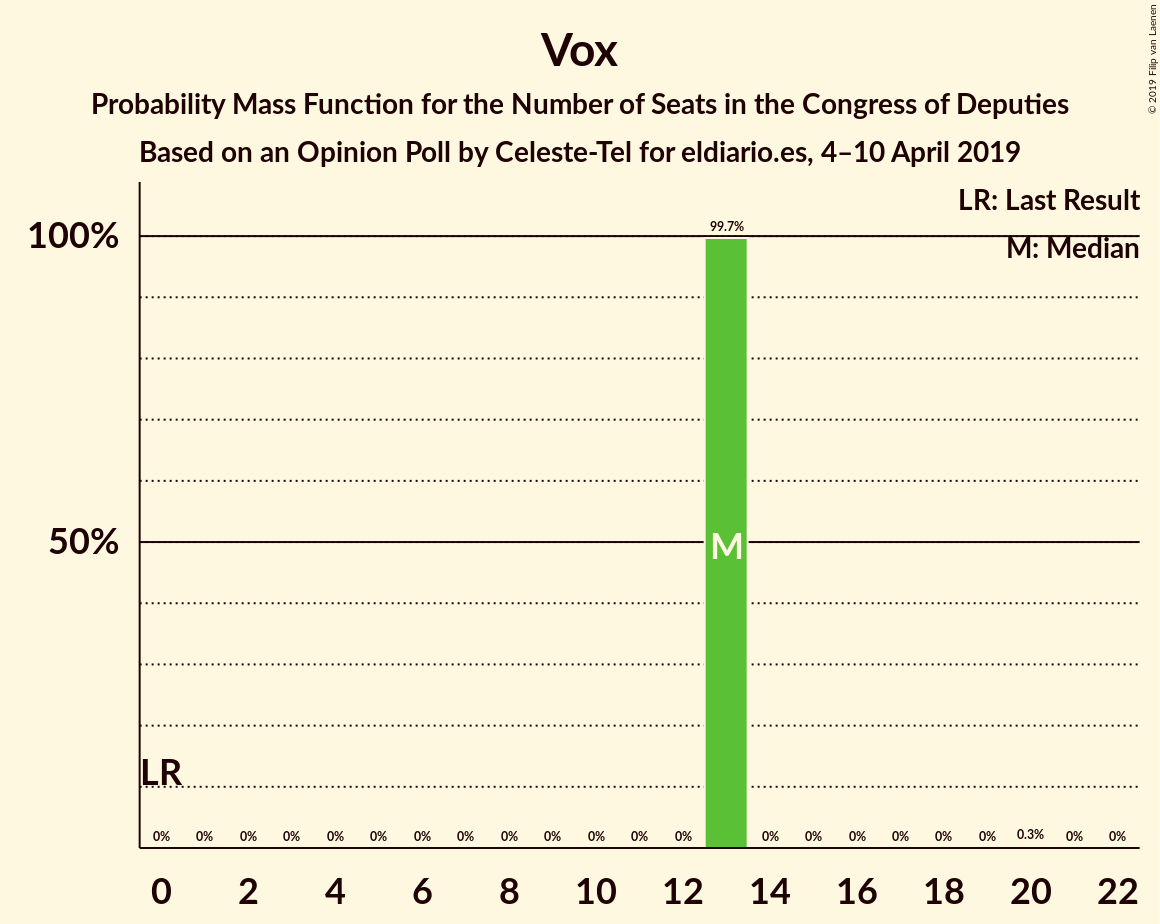 Vox
Probability Mass Function for the Number of Seats in the Congress of Deputies
Based on an Opinion Poll by Celeste-Tel for eldiario.es, 4–10 April 2019
© 2019 Filip van Laenen
LR: Last Result
M: Median
99.7%
100%
50%
M
LR
0% 0% 0% 0% 0% 0% 0% 0% 0% 0% 0% 0% 0% 0% 0% 0% 0% 0% 0% 0.3% 0% 0%
0 2 4 6 8 10 12 14 16 18 20 22